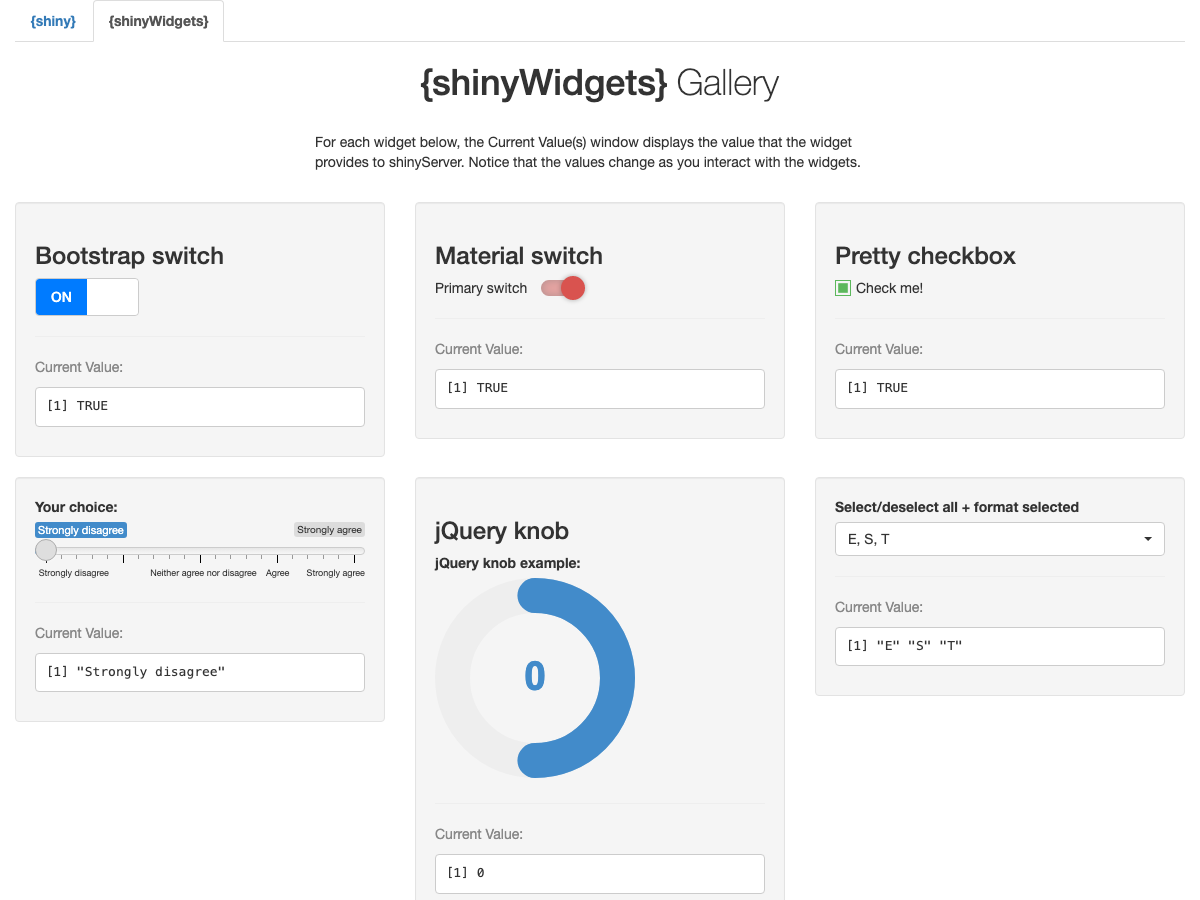 {shiny}
{shinyWidgets}
{shinyWidgets} Gallery
For each widget below, the Current Value(s) window displays the value that the widget
provides to shinyServer. Notice that the values change as you interact with the widgets.
Bootstrap switch
ON
Current Value:
[1] TRUE
Material switch
Primary switch
Current Value:
[1] TRUE
Pretty checkbox
Check me!
Current Value:
[1] TRUE
Your choice:
Strongly disagree
Strongly agree
Strongly disagree
Neither agree nor disagree
Agree
Strongly agree
Current Value:
[1] "Strongly disagree"
jQuery knob
jQuery knob example:
0
Current Value:
[1] 0
Select/deselect all + format selected
E, S, T
Current Value:
[1] "E" "S" "T"